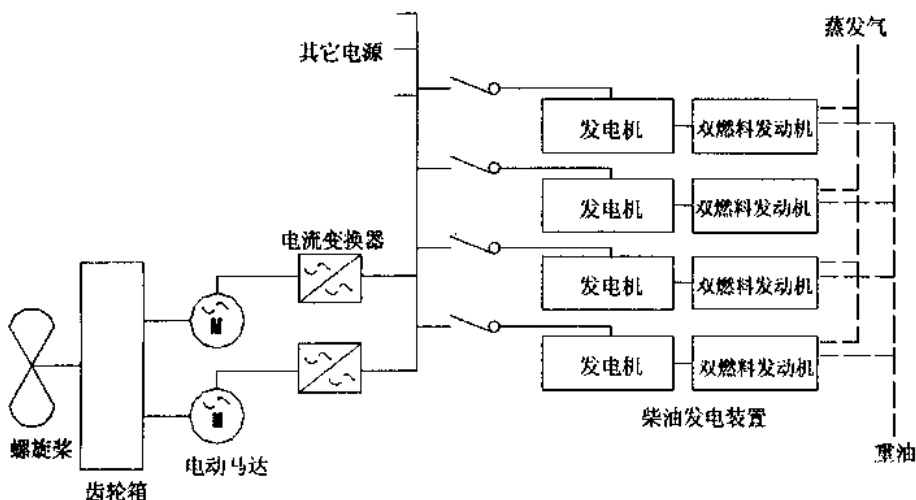 蒸发气
其它电源
发电机
双燃料发动机
发电机
双燃料发动机
电流变换器
发电机
双燃料发动机
M
发电机
双燃料发动机
M
柴油发电装置
螺旋桨
电动马达
重油
齿轮箱